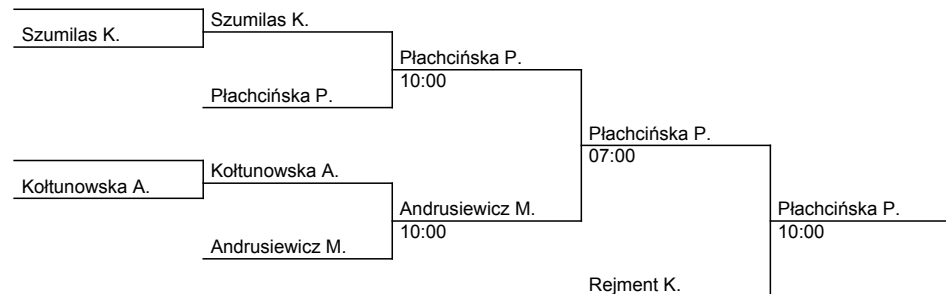 Szumilas K.
Szumilas K.
Płachcińska P.
10:00
Płachcińska P.
Płachcińska P.
07:00
Kołtunowska A.
Kołtunowska A.
Andrusiewicz M.
10:00
Płachcińska P.
10:00
Andrusiewicz M.
Rejment K.